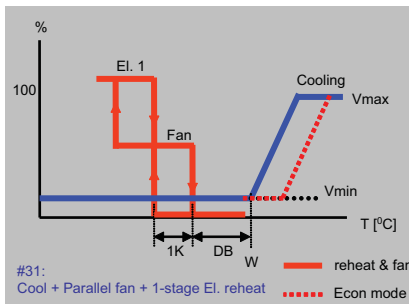 %
El. 1
Cooling
100
Vmax
Fan
Vmin
T [⁰C]
1K
DB
W
#31:
Cool + Parallel fan + 1-stage El. reheat
reheat & fan
Econ mode